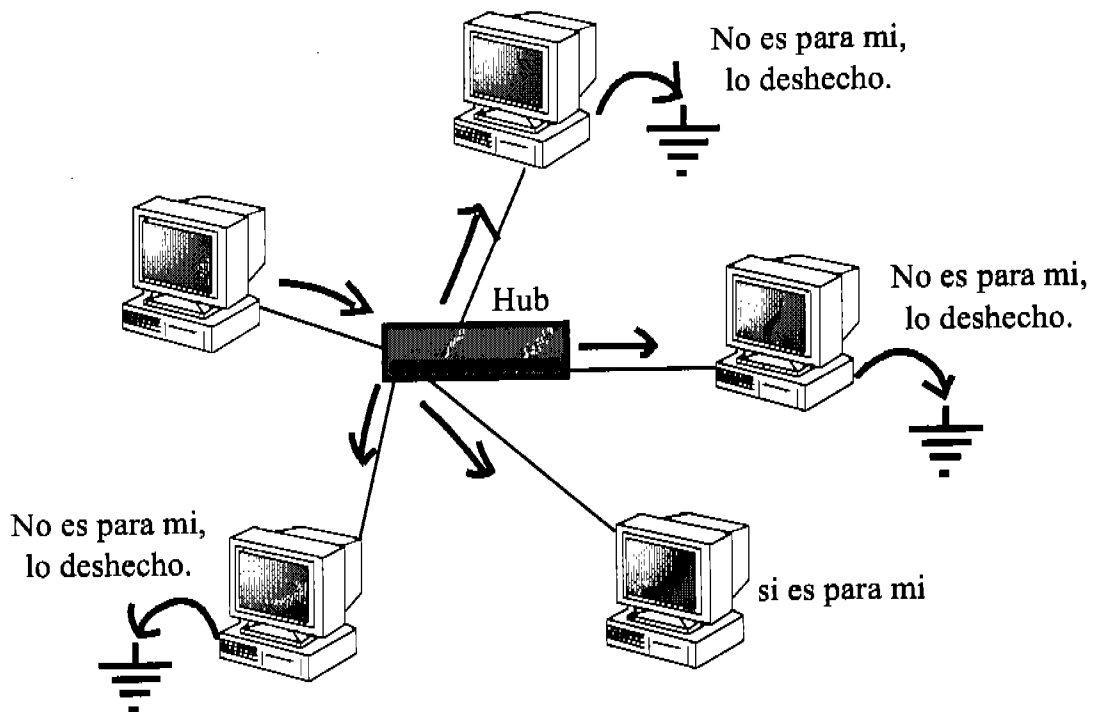 No es para mi,
lo deshecho.
Hub
No es para mi,
lo deshecho.
No es para mi,
lo deshecho.
si es para mi